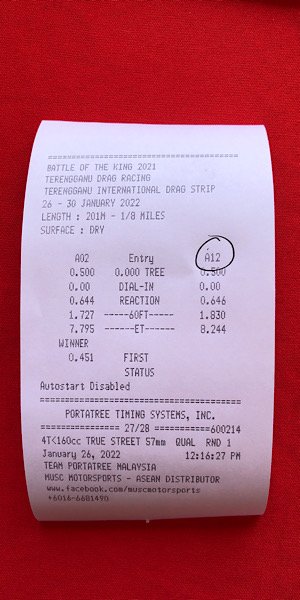 ==========================================
BATTLE OF THE KING 2021
TERENGGANU DRAG RACING
TERENGGANU INTERNATIONAL DRAG STRIP
26 - 30 JANUARY 2022
LENGTH : 201M - 1/8 MILES
SURFACE : DRY
A02 Entry A12
0.500 0.000 TREE 0.500
0.00 DIAL-IN 0.00
0.644 REACTION 0.646
1.727 -----60FT----- 1.830
7.795 ------ET------ 8.244
WINNER
0.451 FIRST
STATUS
Autostart Disabled
==========================================
PORTATREE TIMING SYSTEMS, INC.
================ 27/2B ===========600214
4T<160cc TRUE STREET 57mm QUAL RND 1
January 26, 2022 12:16:27 PM
TEAM PORTATREE MALAYSIA
MUSC MOTORSPORTS - ASEAN DISTRIBUTOR
www.facebook.com/muscmotorsports
+6016-6681490